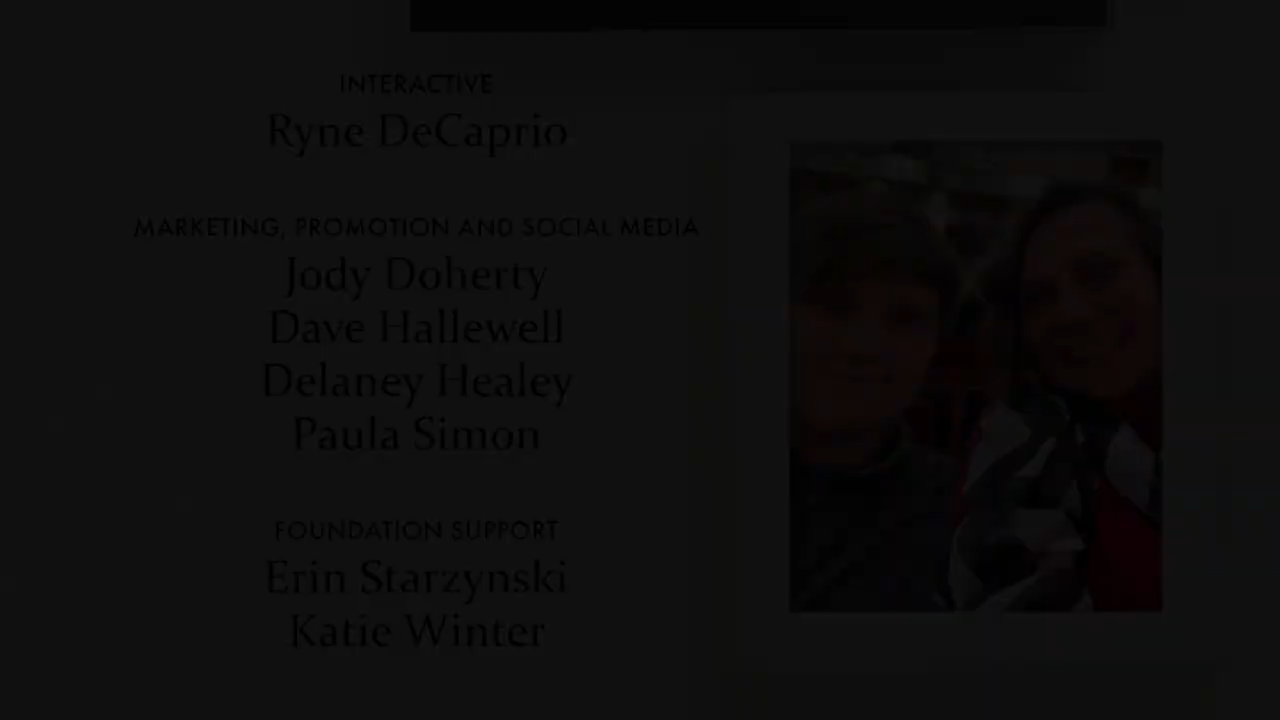 INTERACTIVE
Ryne DeCaprio
MARKETING, PROMOTION AND SOCIAL MEDIA
Jody Doherty
Dave Hallewell
Delaney Healey
Paula Simon
FOUNDATION SUPPORT
Erin Starzynski
Katie Winter